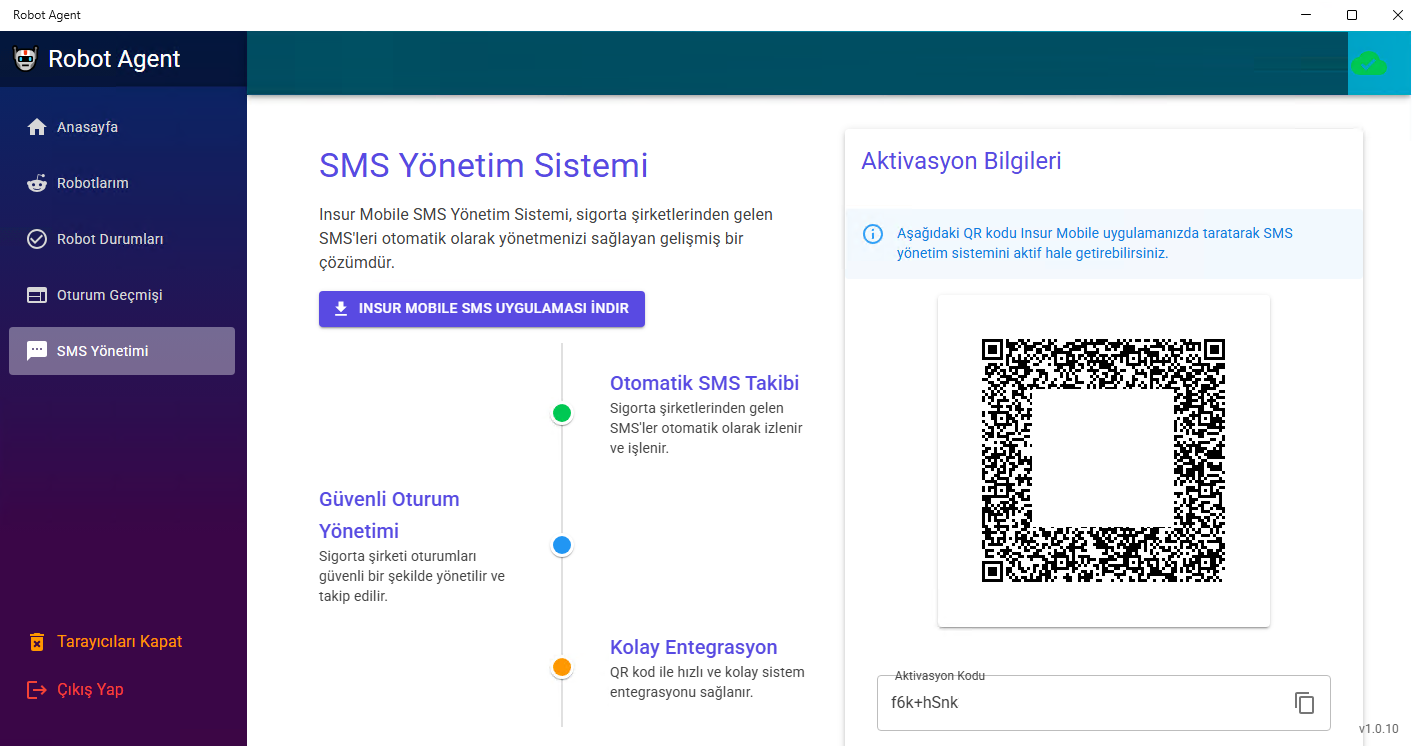 Robot Agent
Robot Agent
Anasayfa
Robotlarım
Robot Durumları
Oturum Geçmişi
SMS Yönetimi
Tarayıcıları Kapat
Çıkış Yap
SMS Yönetim Sistemi
Insur Mobile SMS Yönetim Sistemi, sigorta şirketlerinden gelen
SMS'leri otomatik olarak yönetmenizi sağlayan gelişmiş bir
çözümdür.
INSUR MOBILE SMS UYGULAMASI İNDIR
Otomatik SMS Takibi
Sigorta şirketlerinden gelen
SMS'ler otomatik olarak izlenir
ve işlenir.
Güvenli Oturum
Yönetimi
Sigorta şirketi oturumları
güvenli bir şekilde yönetilir ve
takip edilir.
Kolay Entegrasyon
QR kod ile hızlı ve kolay sistem
entegrasyonu sağlanır.
Aktivasyon Bilgileri
Aşağıdaki QR kodu Insur Mobile uygulamanızda taratarak SMS
yönetim sistemini aktif hale getirebilirsiniz.
Aktivasyon Kodu
f6k+hSnk
v1.0.10